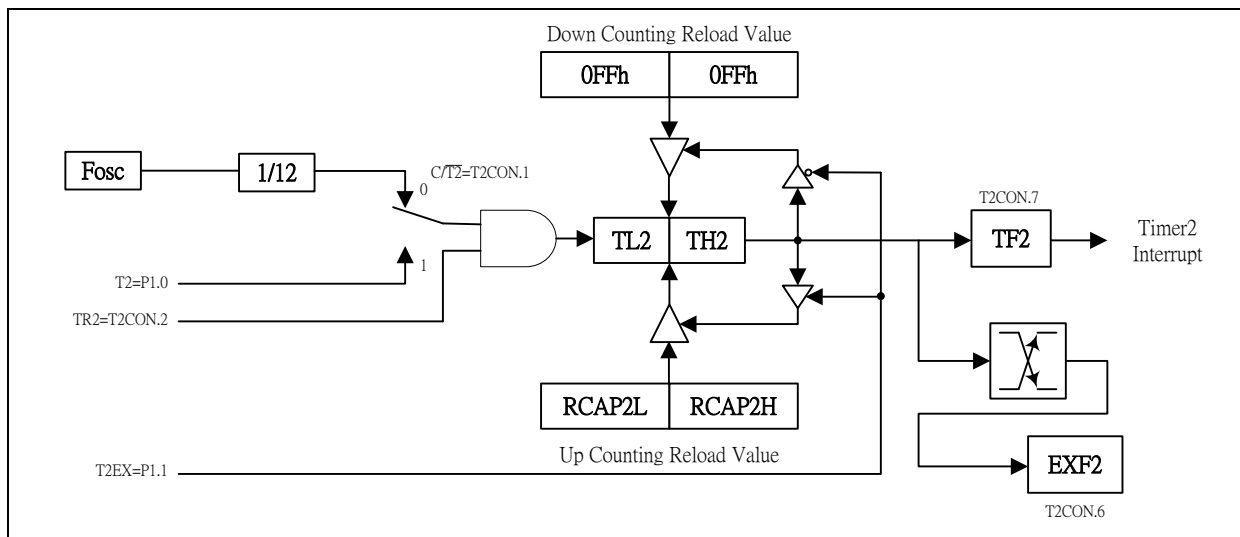 Down Counting Reload Value
0FFh 0FFh
Fosc
1/12
C/T2=T2CON.1
0
T2CON.7
TL2 TH2
TF2
Timer2
Interrupt
1
T2=P1.0
TR2=T2CON.2
RCAP2L RCAP2H
Up Counting Reload Value
T2EX=P1.1
EXF2
T2CON.6